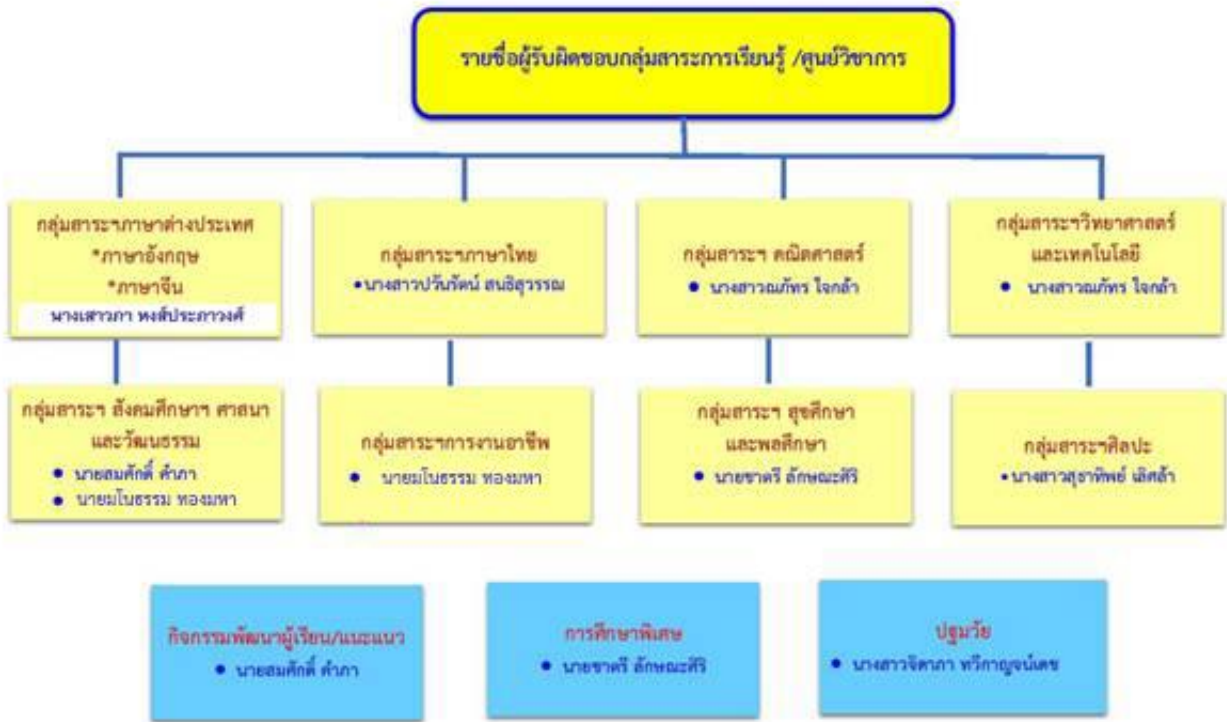 รายชื่อผู้รับผิดชอบกลุ่มสาระการเรียนรู้ /ศูนย์วิชาการ
กลุ่มสาระฯภาษาต่างประเทศ
*ภาษาอังกฤษ
*ภาษาจีน
นางเสาวภา หงส์ประภาวงศ์
กลุ่มสาระฯภาษาไทย
•นางสาวปวันรัตน์ สนธิสุวรรณ
กลุ่มสาระฯ คณิตศาสตร์
• นางสาวณภัทร ใจกล้า
กลุ่มสาระฯวิทยาศาสตร์
และเทคโนโลยี
• นางสาวณภัทร ใจกล้า
กลุ่มสาระฯ สังคมศึกษาฯ ศาสนา
และวัฒนธรรม
• นายสมศักดิ์ คำภา
• นายมโนธรรม ทองมหา
กลุ่มสาระฯการงานอาชีพ
• นายมโนธรรม ทองมหา
กลุ่มสาระฯ สุขศึกษา
และพลศึกษา
• นายชาตรี ลักษณะศิริ
กลุ่มสาระฯศิลปะ
•นางสาวสุธาทิพย์ เลิศล้ำ
กิจกรรมพัฒนาผู้เรียน/แนะแนว
• นายสมศักดิ์ คำภา
การศึกษาพิเศษ
• นายชาตรี ลักษณะศิริ
ปฐมวัย
• นางสาวจิดาภา ทวีกาญจน์เดช